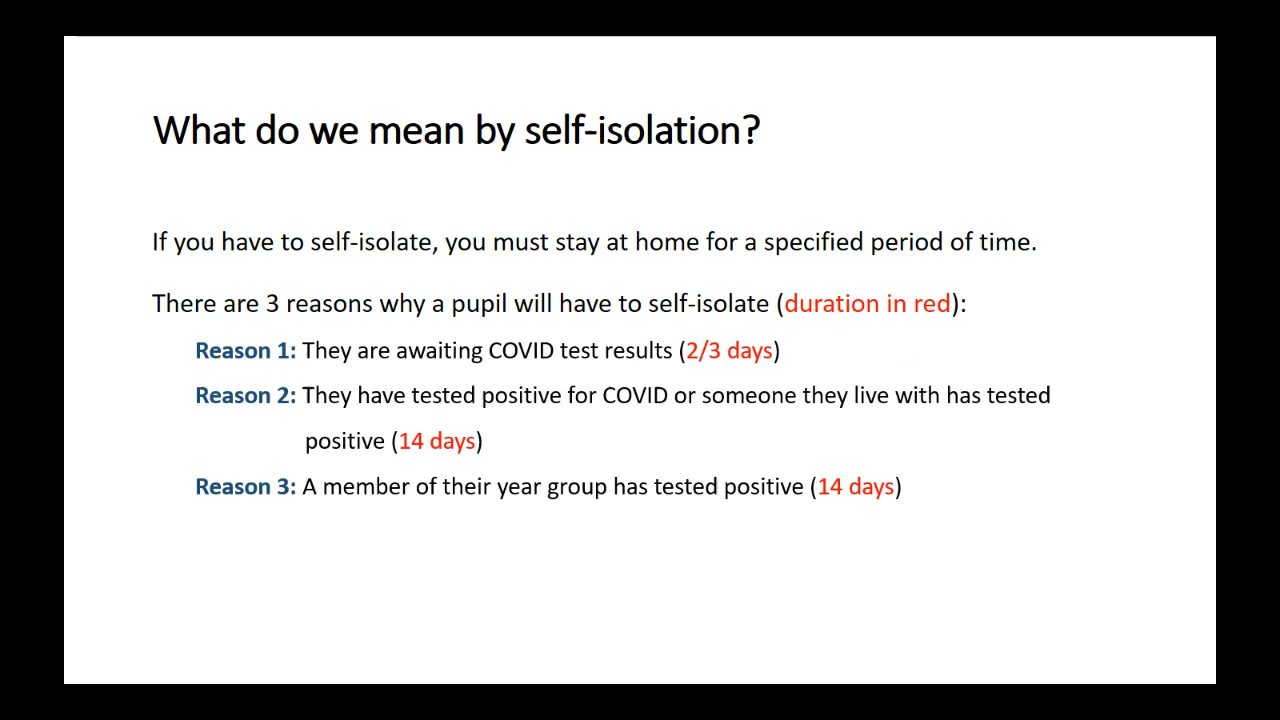 What do we mean by self-isolation?
If you have to self-isolate, you must stay at home for a specified period of time.
There are 3 reasons why a pupil will have to self-isolate (duration in red):
Reason 1: They are awaiting COVID test results (2/3 days)
Reason 2: They have tested positive for COVID or someone they live with has tested
positive (14 days)
Reason 3: A member of their year group has tested positive (14 days)